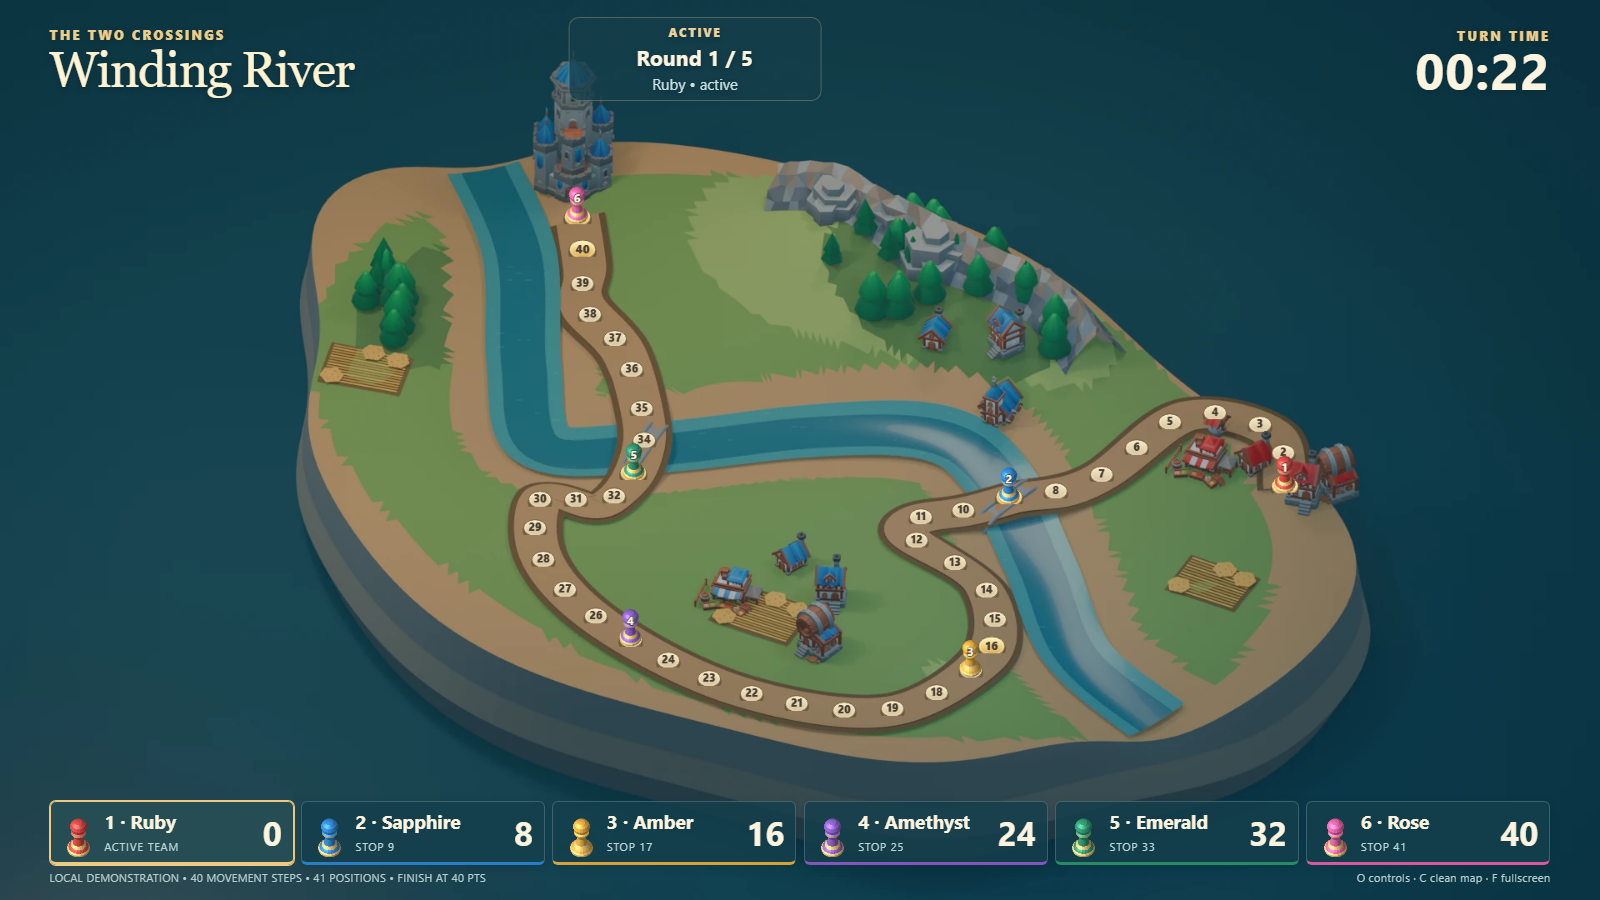 THE TWO CROSSINGS
Winding River
ACTIVE
Round 1 / 5
Ruby • active
TURN TIME
00:22
6
40
39
38
37
36
35
34
5
32
31
30
29
28
27
26
4
24
23
22
21
20
19
18
3
16
15
14
13
12
11
10
2
8
7
6
5
4
3
2
1
1 · Ruby
ACTIVE TEAM
0
2 · Sapphire
STOP 9
8
3 · Amber
STOP 17
16
4 · Amethyst
STOP 25
24
5 · Emerald
STOP 33
32
6 · Rose
STOP 41
40
LOCAL DEMONSTRATION • 40 MOVEMENT STEPS • 41 POSITIONS • FINISH AT 40 PTS
O controls · C clean map · F fullscreen